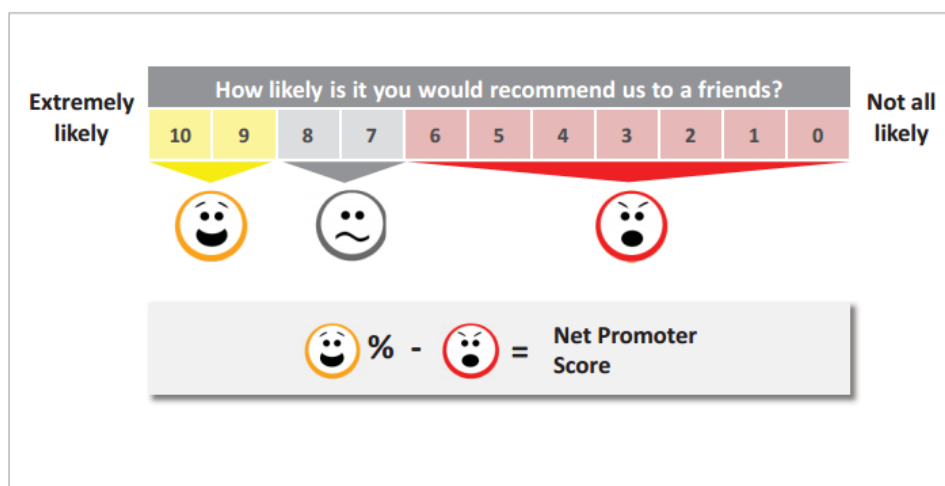 How likely is it you would recommend us to a friends?
Extremely
likely
10 9 8 7 6 5 4 3 2 1 0
Not all
likely
% - = Net Promoter
Score